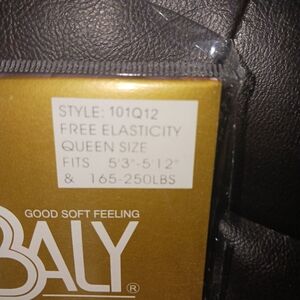 STYLE: 101Q12
FREE ELASTICITY
QUEEN SIZE
FITS 5'3"-5'12"
& 165-250LBS
GOOD SOFT FEELING
BALY ®